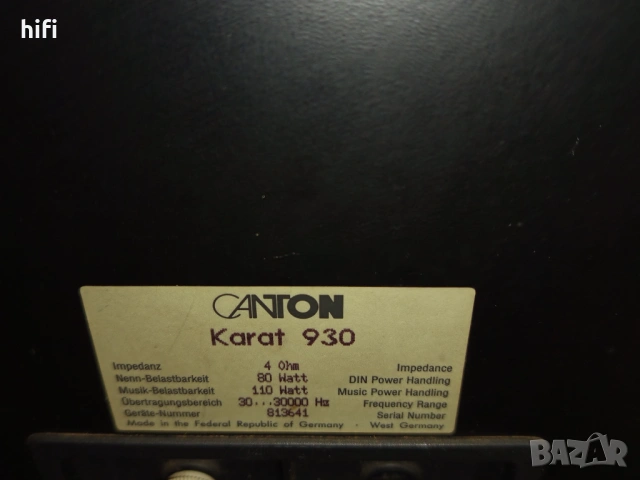 hifi
CANTON
Karat 930
Impedanz 4 Ohm Impedance
Nenn-Belastbarkeit 80 Watt DIN Power Handling
Musik-Belastbarkeit 110 Watt Music Power Handling
Übertragungsbereich 30...30000 Hz Frequency Range
Geräte-Nummer 813641 Serial Number
Made in the Federal Republic of Germany · West Germany
BAZAR